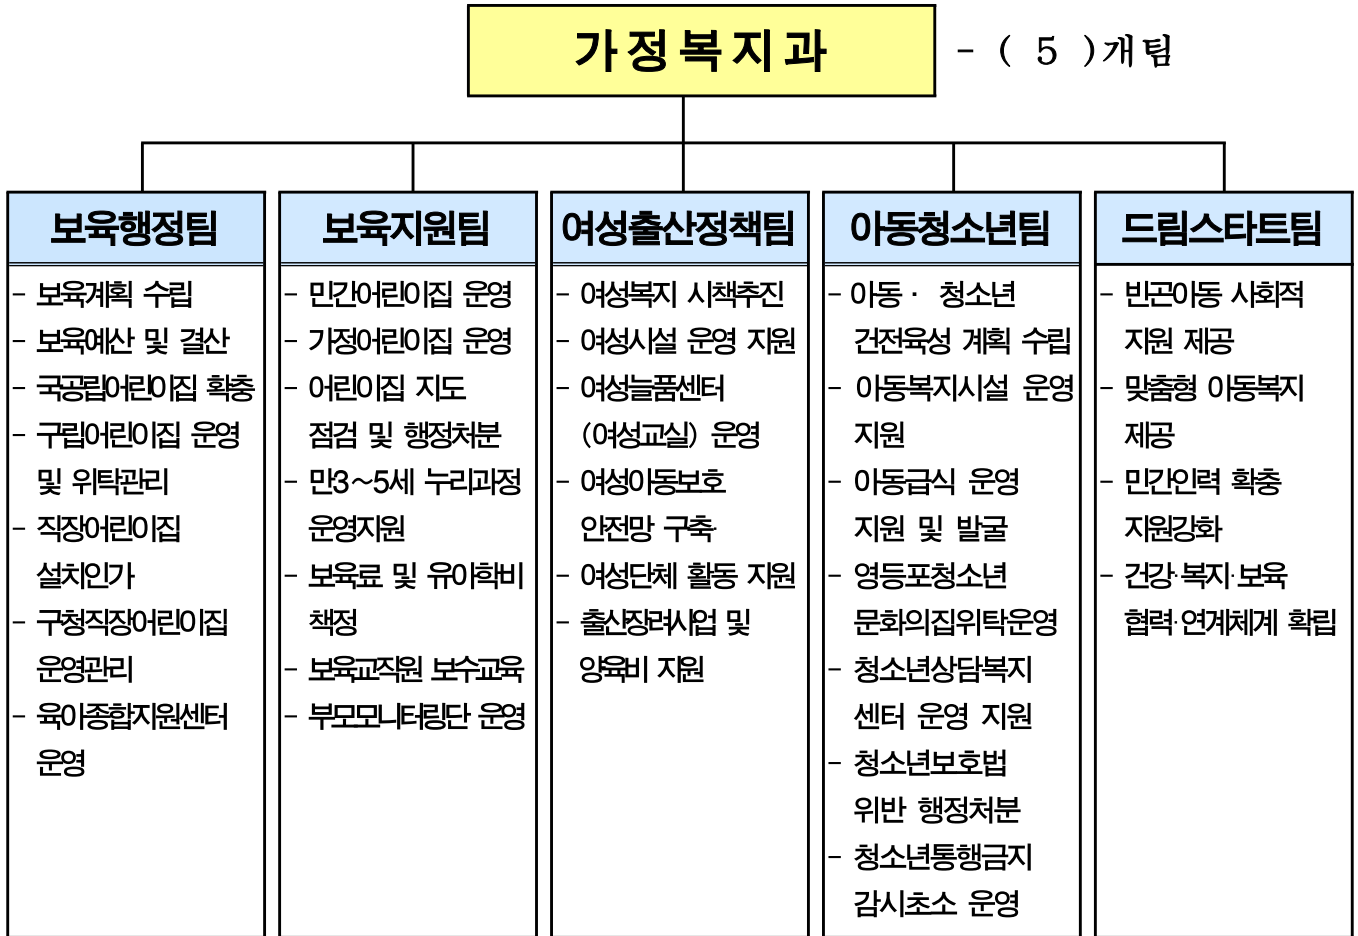 가정복지과
- ( 5 )개팀
보육행정팀
- 보육계획 수립
- 보육예산 및 결산
- 국공립어린이집 확충
- 구립어린이집 운영
및 위탁관리
- 직장어린이집
설치인가
- 구청직장어린이집
운영관리
- 육아종합지원센터
운영
보육지원팀
- 민간어린이집 운영
- 가정어린이집 운영
- 어린이집 지도
점검 및 행정처분
- 만3~5세 누리과정
운영지원
- 보육료 및 유아학비
책정
- 보육교직원 보수교육
- 부모모니터링단 운영
여성출산정책팀
- 여성복지 시책추진
- 여성시설 운영 지원
- 여성늘품센터
(여성교실) 운영
- 여성아동보호
안전망 구축
- 여성단체 활동 지원
- 출산장려사업 및
양육비 지원
아동청소년팀
- 아동· 청소년
건전육성 계획 수립
- 아동복지시설 운영
지원
- 아동급식 운영
지원 및 발굴
- 영등포청소년
문화의집위탁운영
- 청소년상담복지
센터 운영 지원
- 청소년보호법
위반 행정처분
- 청소년통행금지
감시초소 운영
드림스타트팀
- 빈곤아동 사회적
지원 제공
- 맞춤형 아동복지
제공
- 민간인력 확충
지원강화
- 건강·복지·보육
협력·연계체계 확립